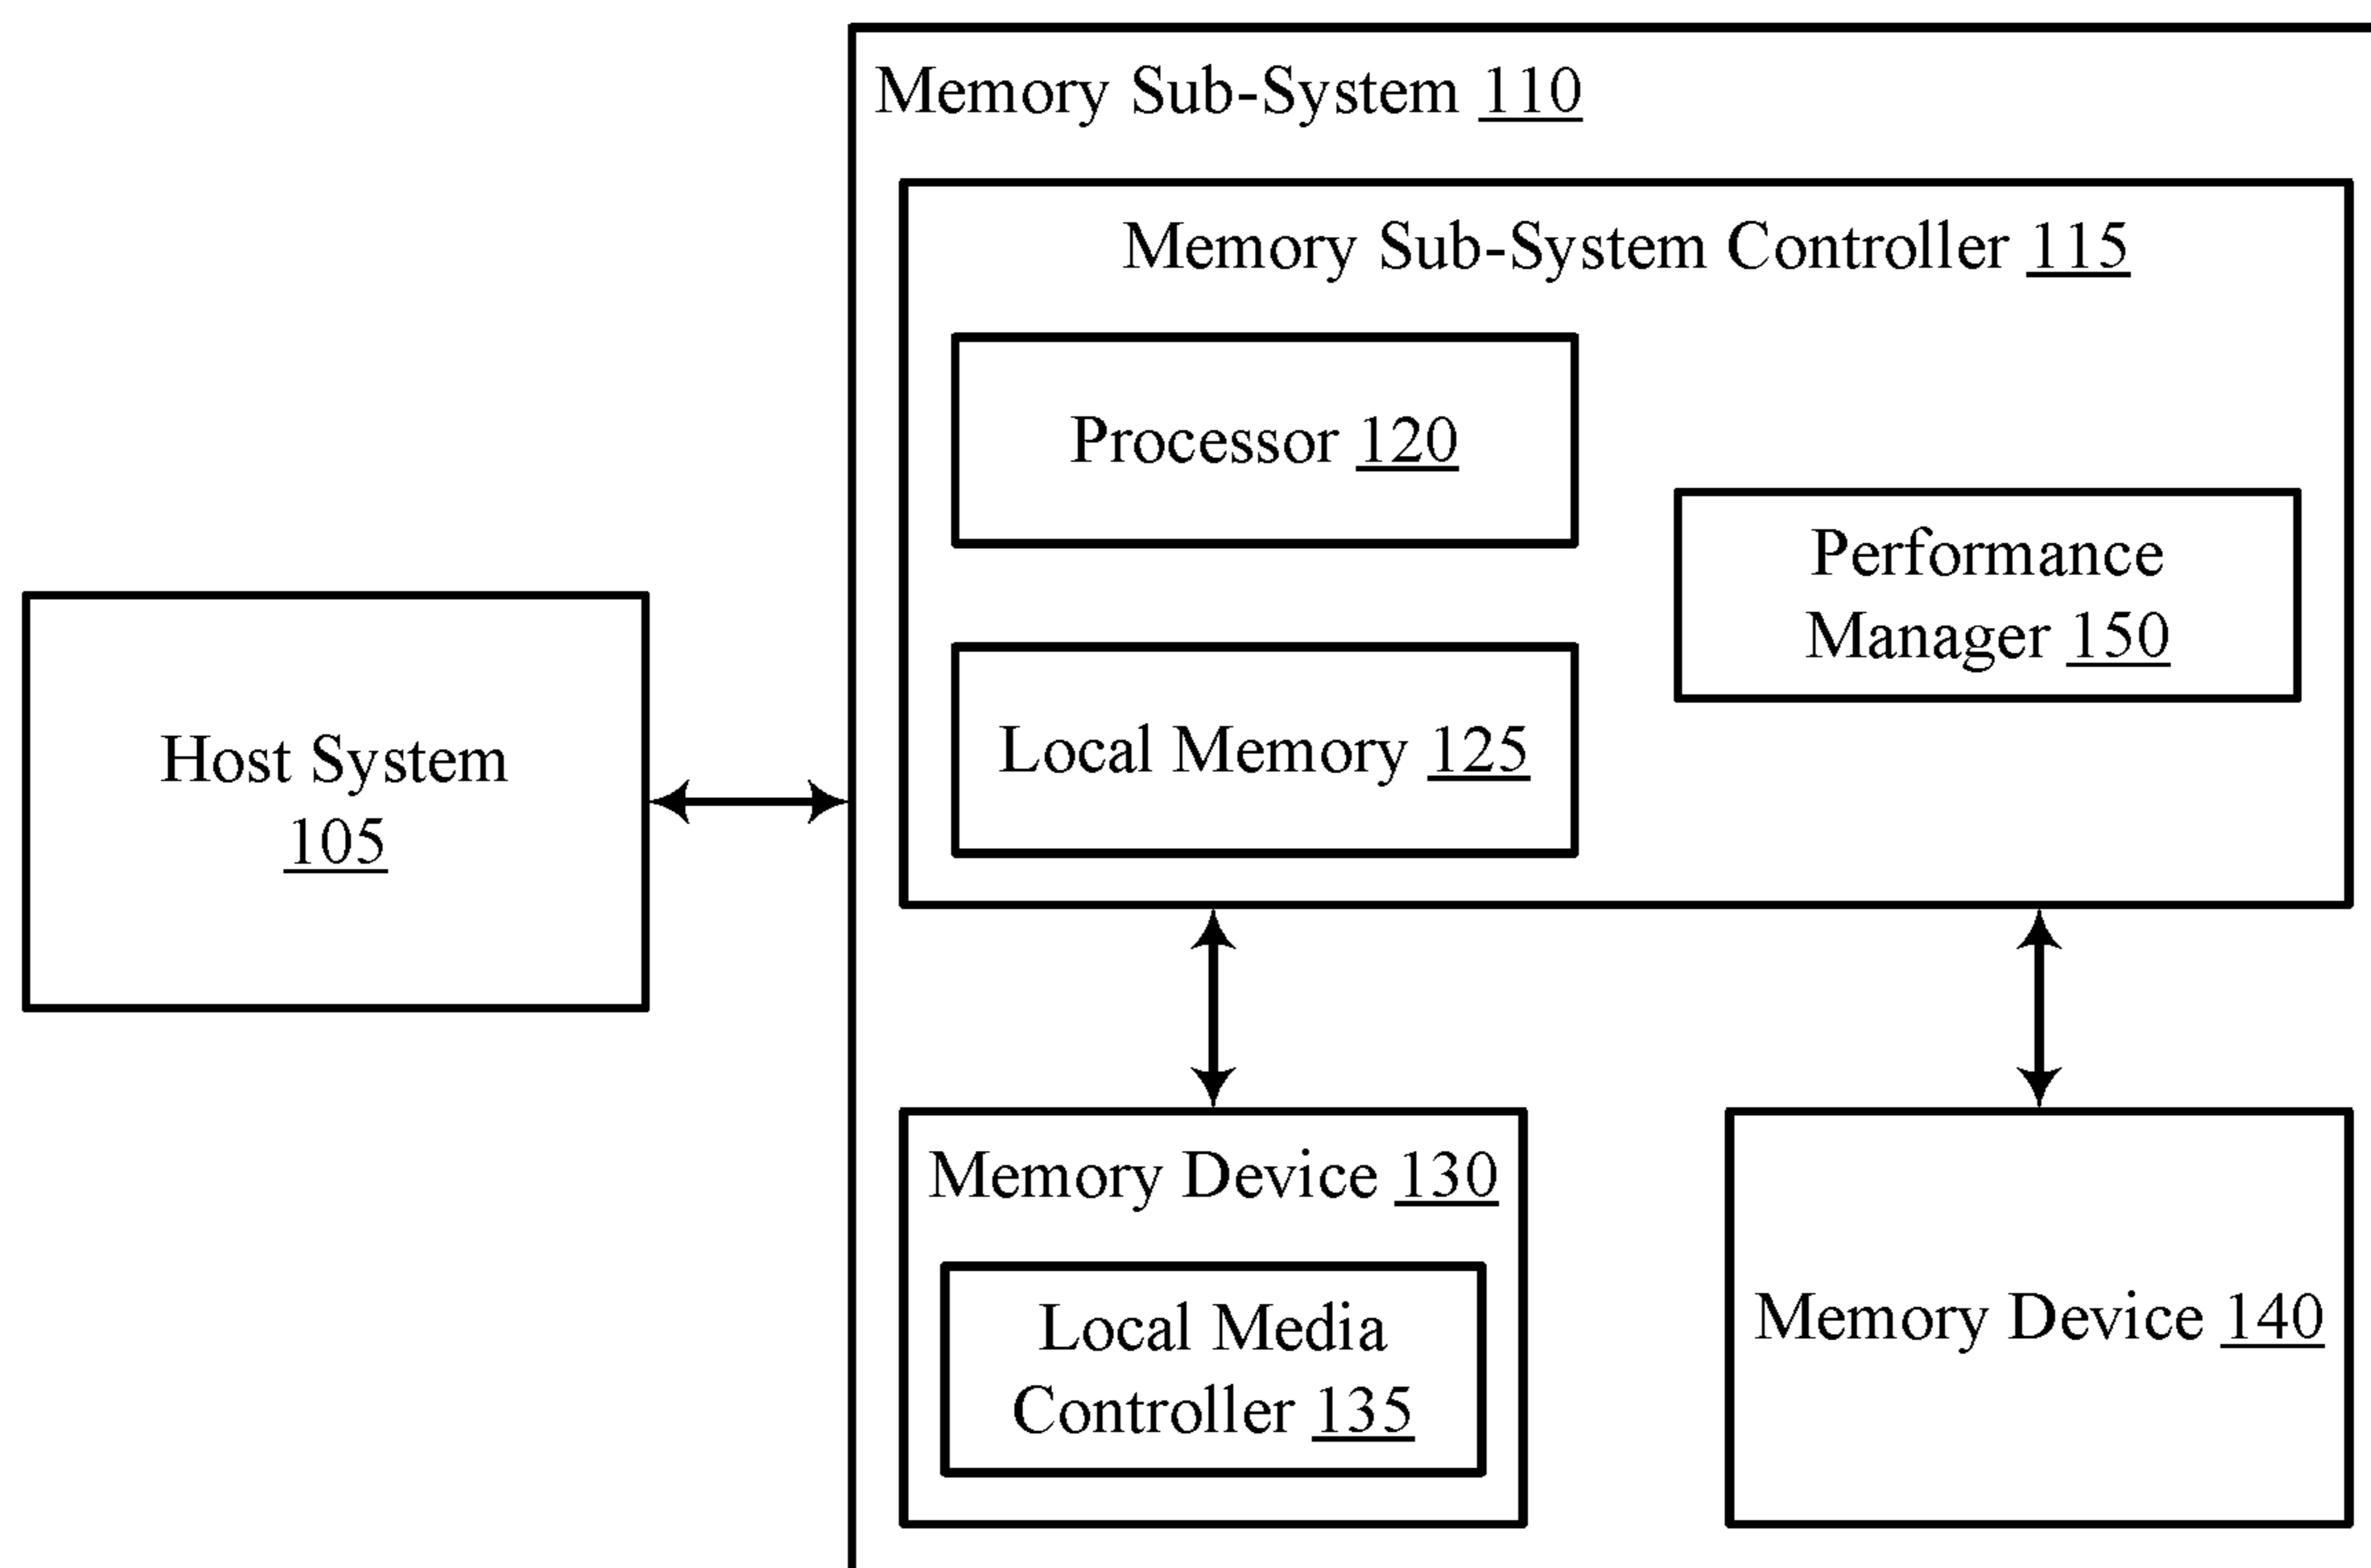 Memory Sub-System 110
Memory Sub-System Controller 115
Processor 120
Performance
Manager 150
Local Memory 125
Host System
105
Memory Device 130
Local Media
Controller 135
Memory Device 140